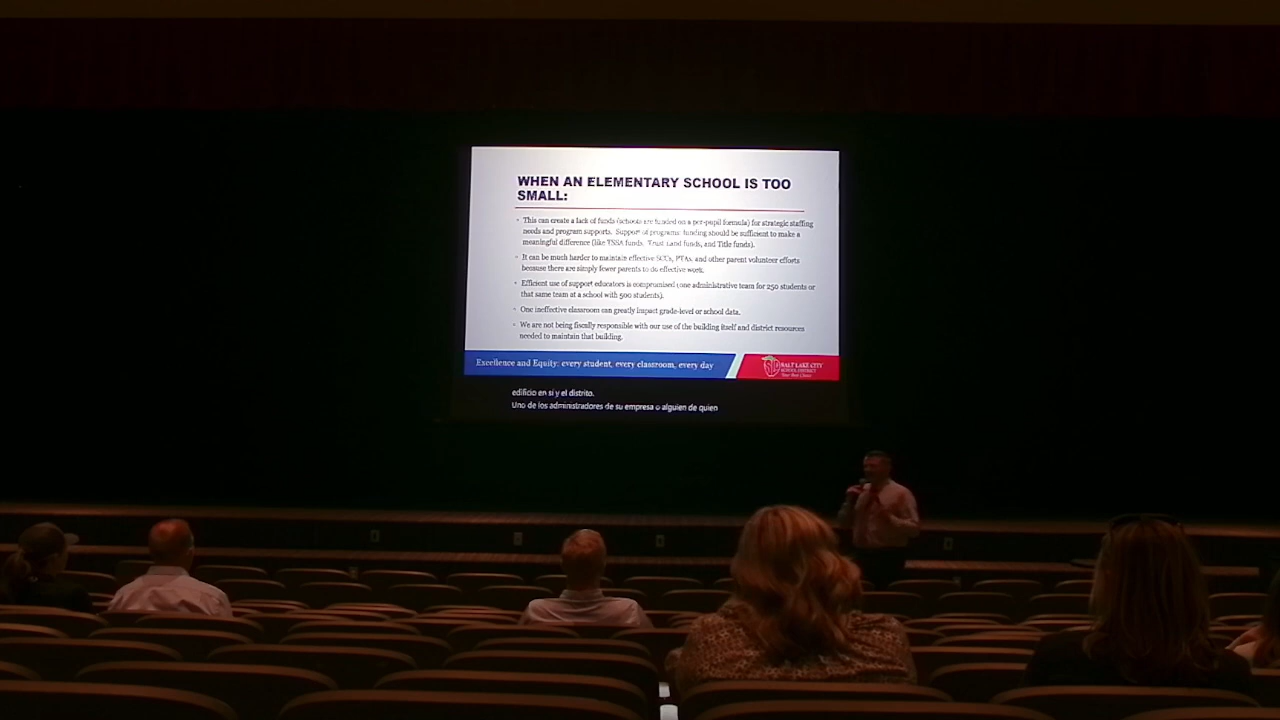 WHEN AN ELEMENTARY SCHOOL IS TOO
SMALL:
• This can create a lack of funds (schools are funded on a per-pupil formula) for strategic staffing
needs and program supports. Support of programs: funding should be sufficient to make a
meaningful difference (like TSSA funds, Trust Land funds, and Title funds).
• It can be much harder to maintain effective SCCs, PTAs, and other parent volunteer efforts
because there are simply fewer parents to do effective work.
• Efficient use of support educators is compromised (one administrative team for 250 students or
that same team at a school with 500 students).
• One ineffective classroom can greatly impact grade-level or school data.
• We are not being fiscally responsible with our use of the building itself and district resources
needed to maintain that building.
Excellence and Equity: every student, every classroom, every day
SALT LAKE CITY
SCHOOL DISTRICT
Your Best Choice
edificio en sí y el distrito.
Uno de los administradores de su empresa o alguien de quien